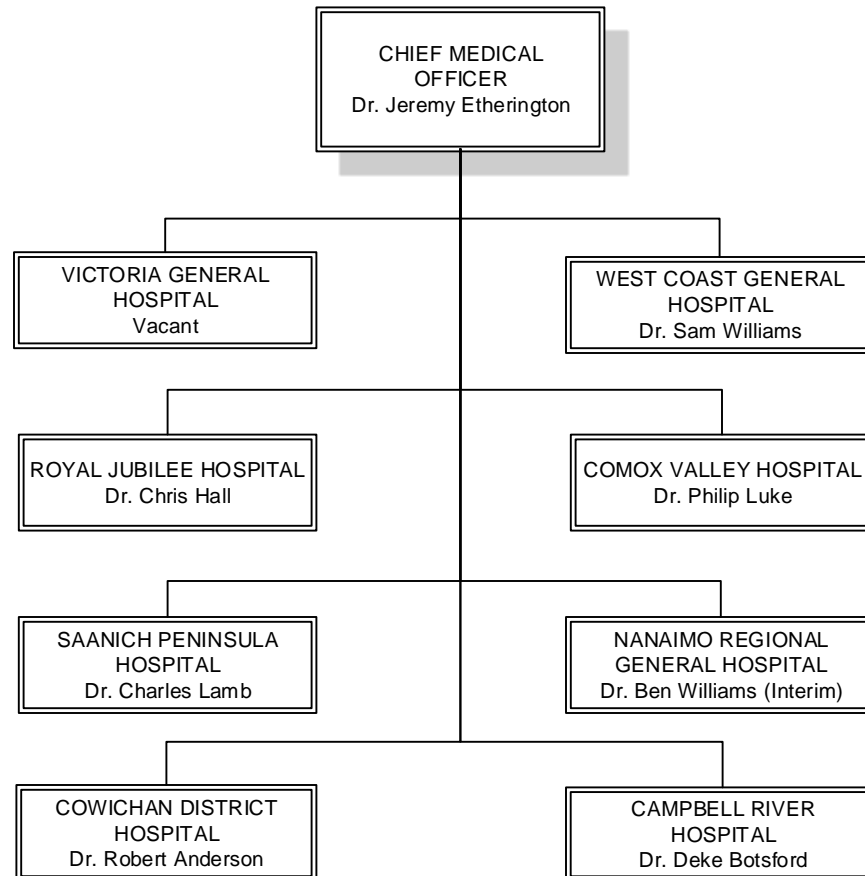 CHIEF MEDICAL
OFFICER
Dr. Jeremy Etherington
VICTORIA GENERAL
HOSPITAL
Vacant
WEST COAST GENERAL
HOSPITAL
Dr. Sam Williams
ROYAL JUBILEE HOSPITAL
Dr. Chris Hall
COMOX VALLEY HOSPITAL
Dr. Philip Luke
SAANICH PENINSULA
HOSPITAL
Dr. Charles Lamb
NANAIMO REGIONAL
GENERAL HOSPITAL
Dr. Ben Williams (Interim)
COWICHAN DISTRICT
HOSPITAL
Dr. Robert Anderson
CAMPBELL RIVER
HOSPITAL
Dr. Deke Botsford